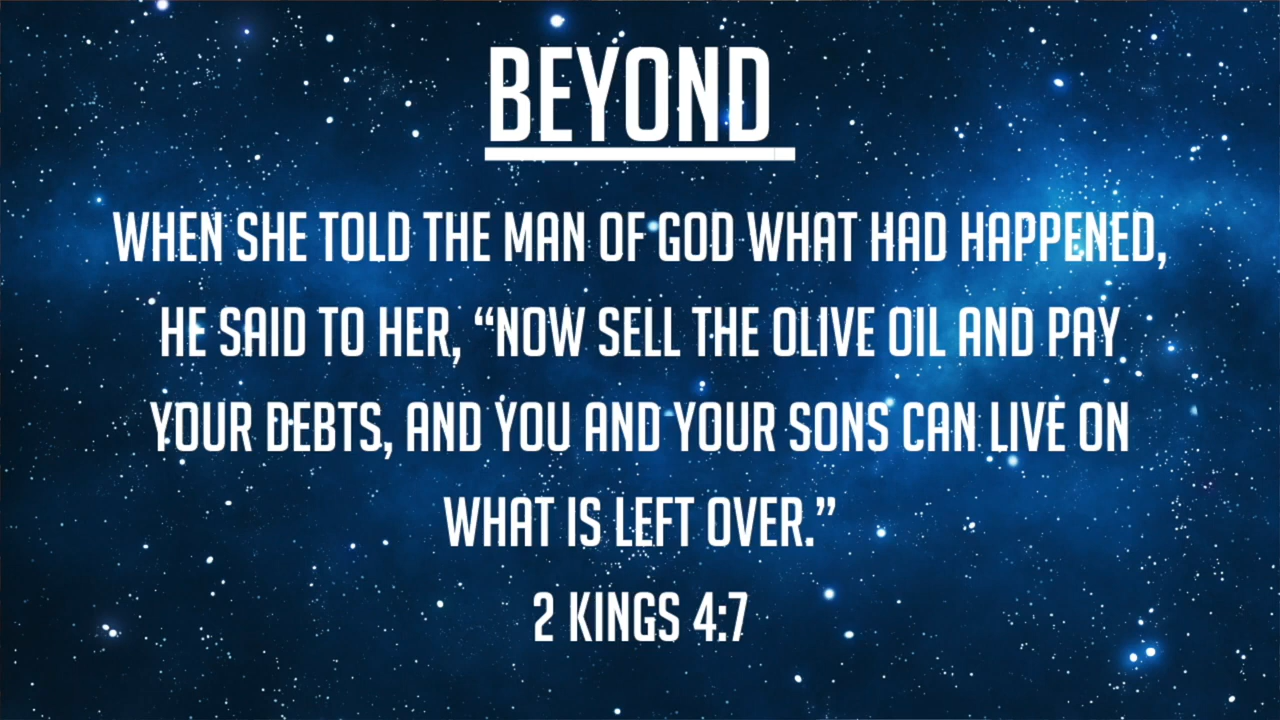 BEYOND
WHEN SHE TOLD THE MAN OF GOD WHAT HAD HAPPENED,
HE SAID TO HER, “NOW SELL THE OLIVE OIL AND PAY
YOUR DEBTS, AND YOU AND YOUR SONS CAN LIVE ON
WHAT IS LEFT OVER.”
2 KINGS 4:7